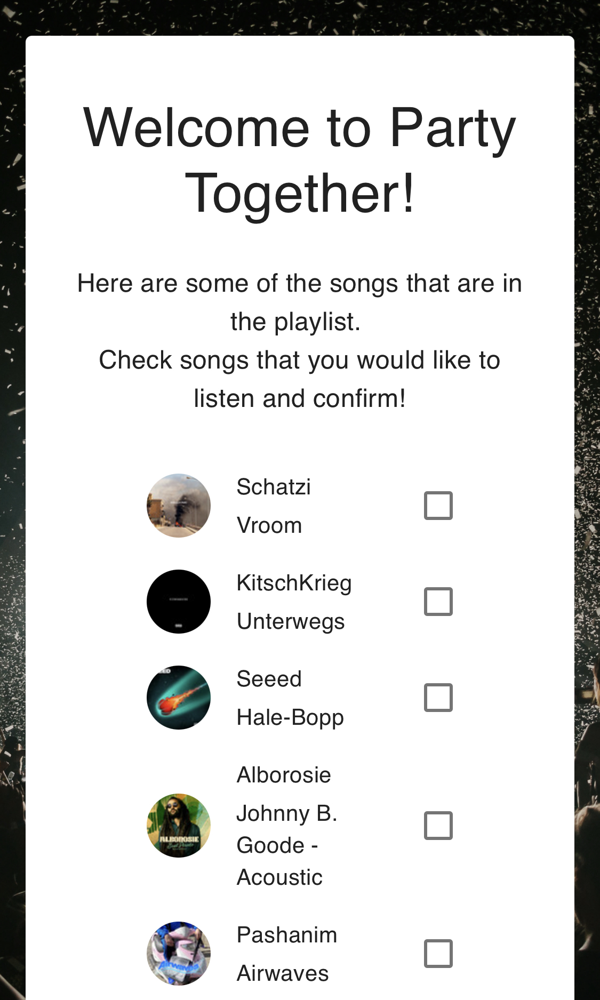 Welcome to Party
Together!
Here are some of the songs that are in
the playlist.
Check songs that you would like to
listen and confirm!
Schatzi
Vroom
KitschKrieg
Unterwegs
Seeed
Hale-Bopp
Alborosie
Johnny B.
Goode -
Acoustic
ALBOROSIE
Pashanim
Airwaves
Airwaves